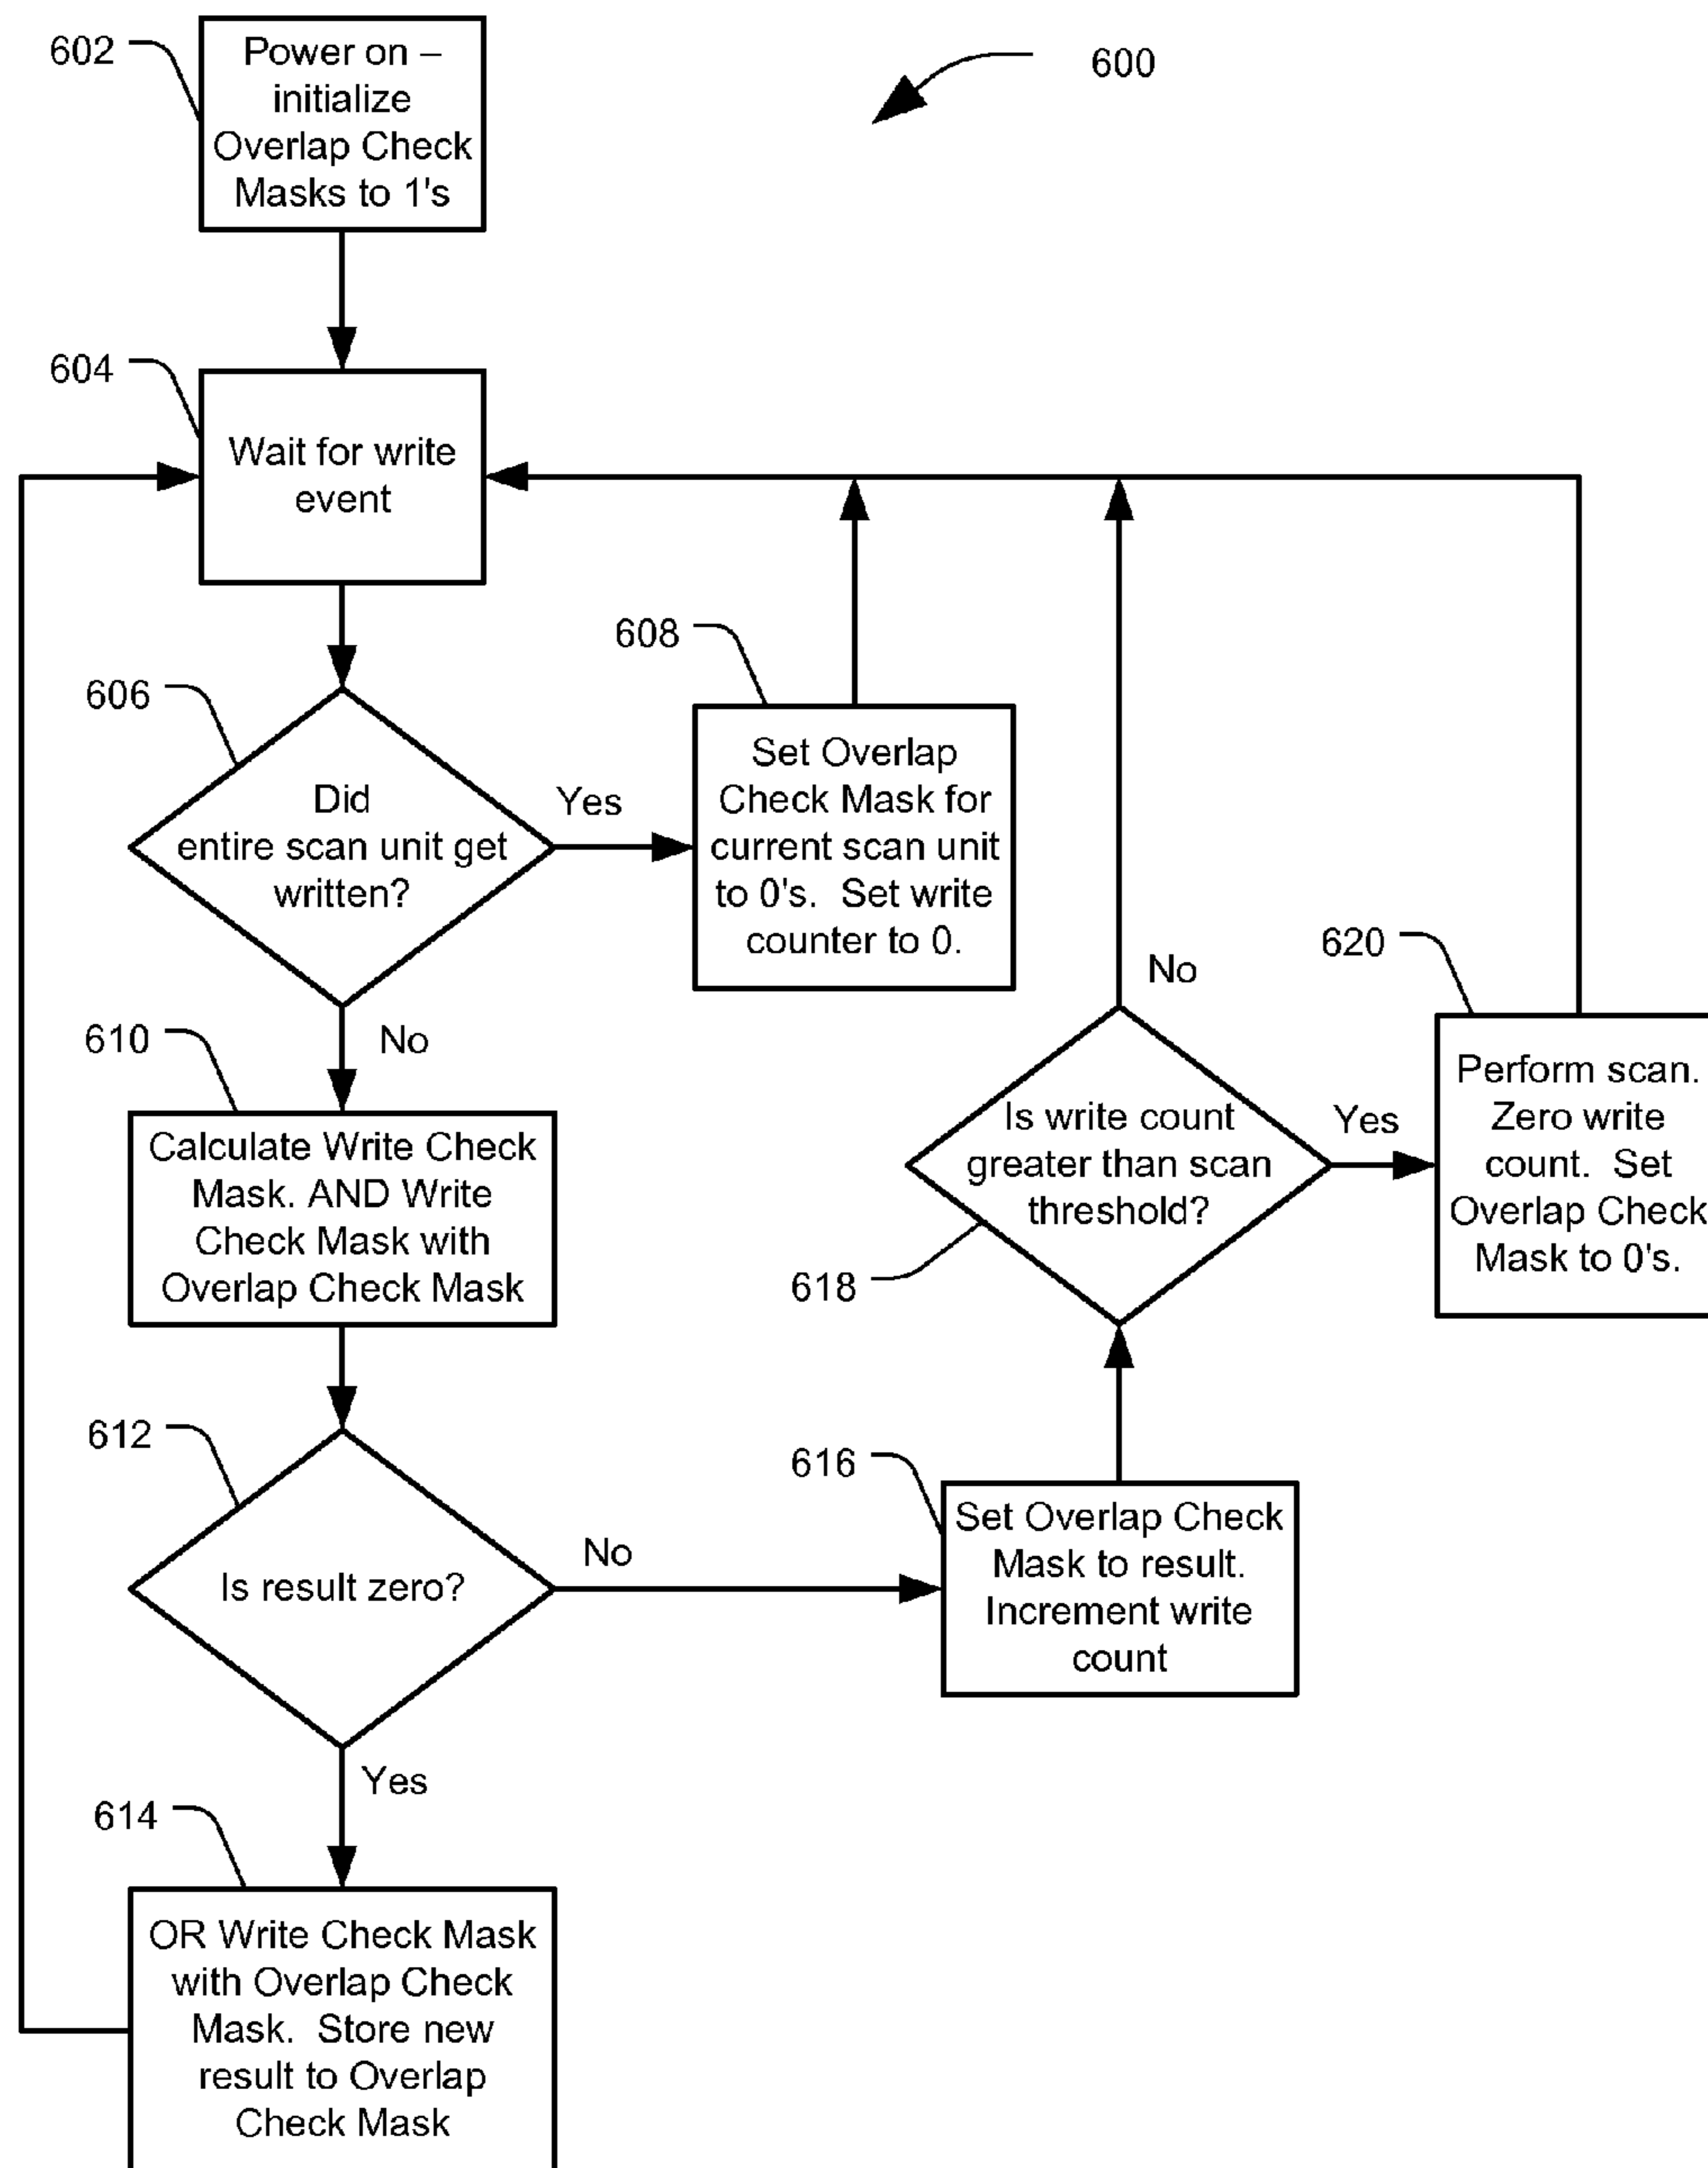 602
Power on –
initialize
Overlap Check
Masks to 1's
600
604
Wait for write
event
606
Did
entire scan unit get
written?
Yes
608
Set Overlap
Check Mask for
current scan unit
to 0's. Set write
counter to 0.
No
610
Calculate Write Check
Mask. AND Write
Check Mask with
Overlap Check Mask
612
Is result zero?
No
616
Set Overlap Check
Mask to result.
Increment write
count
618
Is write count
greater than scan
threshold?
No
Yes
620
Perform scan.
Zero write
count. Set
Overlap Check
Mask to 0's.
Yes
614
OR Write Check Mask
with Overlap Check
Mask. Store new
result to Overlap
Check Mask